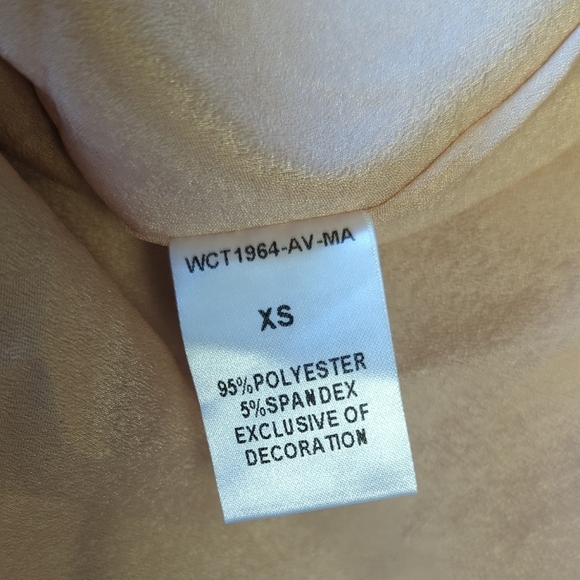 WCT1964-AV-MA
XS
95%POLYESTER
5%SPANDEX
EXCLUSIVE OF
DECORATION